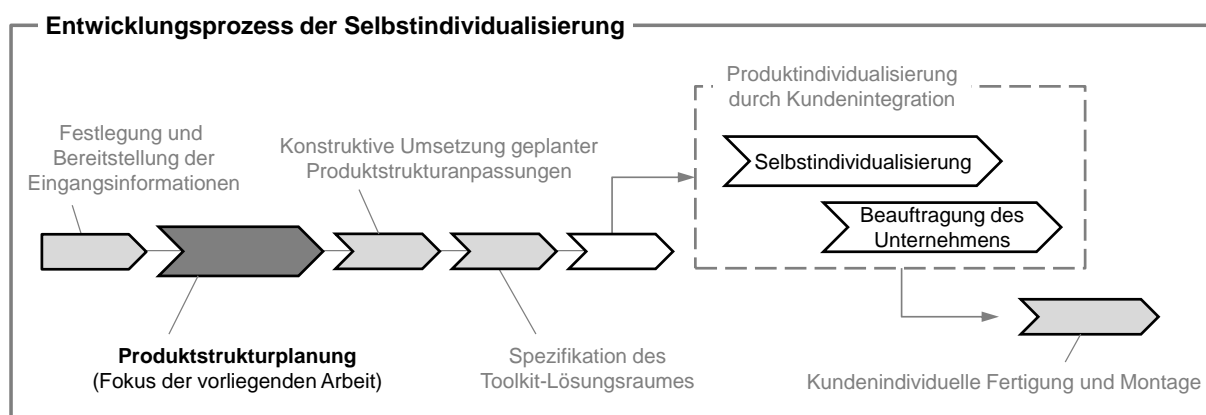 Entwicklungsprozess der Selbstindividualisierung
Produktindividualisierung
durch Kundenintegration
Festlegung und
Bereitstellung der
Eingangsinformationen
Konstruktive Umsetzung geplanter
Produktstrukturanpassungen
Selbstindividualisierung
Beauftragung des
Unternehmens
Produktstrukturplanung
(Fokus der vorliegenden Arbeit)
Spezifikation des
Toolkit-Lösungsraumes
Kundenindividuelle Fertigung und Montage